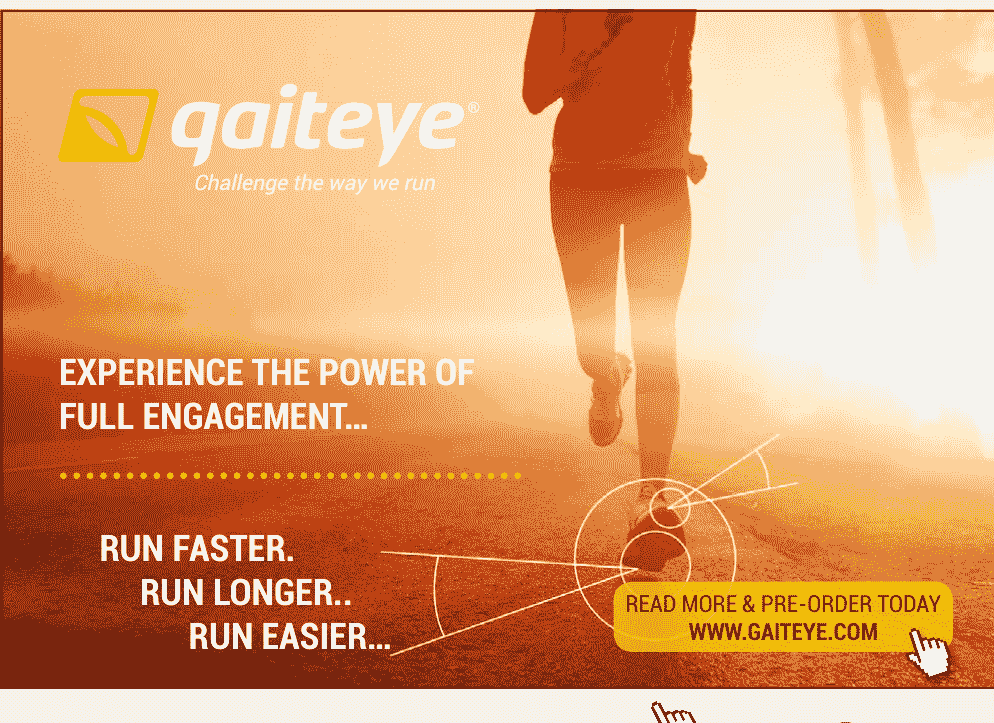 gaiteye®
Challenge the way we run
EXPERIENCE THE POWER OF
FULL ENGAGEMENT...
RUN FASTER.
RUN LONGER..
RUN EASIER...
READ MORE & PRE-ORDER TODAY
WWW.GAITEYE.COM